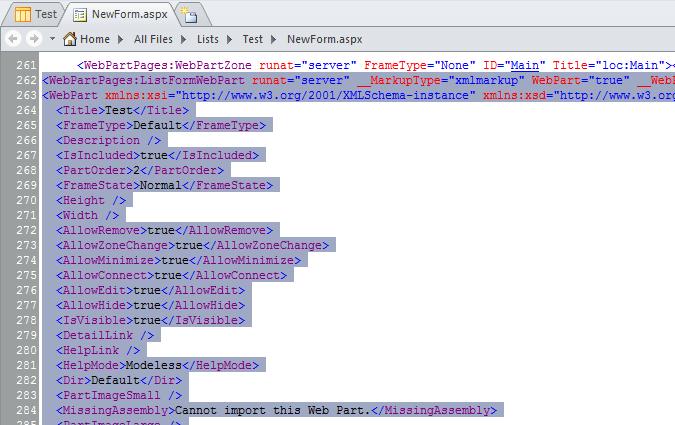 Test NewForm.aspx
Home All Files Lists Test NewForm.aspx
261 <WebPartPages:WebPartZone runat="server" FrameType="None" ID="Main" Title="loc:Main"><
262 <WebPartPages:ListFormWebPart runat="server" __MarkupType="xmlmarkup" WebPart="true" __WebI
263 <WebPart xmlns:xsi="http://www.w3.org/2001/XMLSchema-instance" xmlns:xsd="http://www.w3.org
264 <Title>Test</Title>
265 <FrameType>Default</FrameType>
266 <Description />
267 <IsIncluded>true</IsIncluded>
268 <PartOrder>2</PartOrder>
269 <FrameState>Normal</FrameState>
270 <Height />
271 <Width />
272 <AllowRemove>true</AllowRemove>
273 <AllowZoneChange>true</AllowZoneChange>
274 <AllowMinimize>true</AllowMinimize>
275 <AllowConnect>true</AllowConnect>
276 <AllowEdit>true</AllowEdit>
277 <AllowHide>true</AllowHide>
278 <IsVisible>true</IsVisible>
279 <DetailLink />
280 <HelpLink />
281 <HelpMode>Modeless</HelpMode>
282 <Dir>Default</Dir>
283 <PartImageSmall />
284 <MissingAssembly>Cannot import this Web Part.</MissingAssembly>
285 <PartImageLarge />